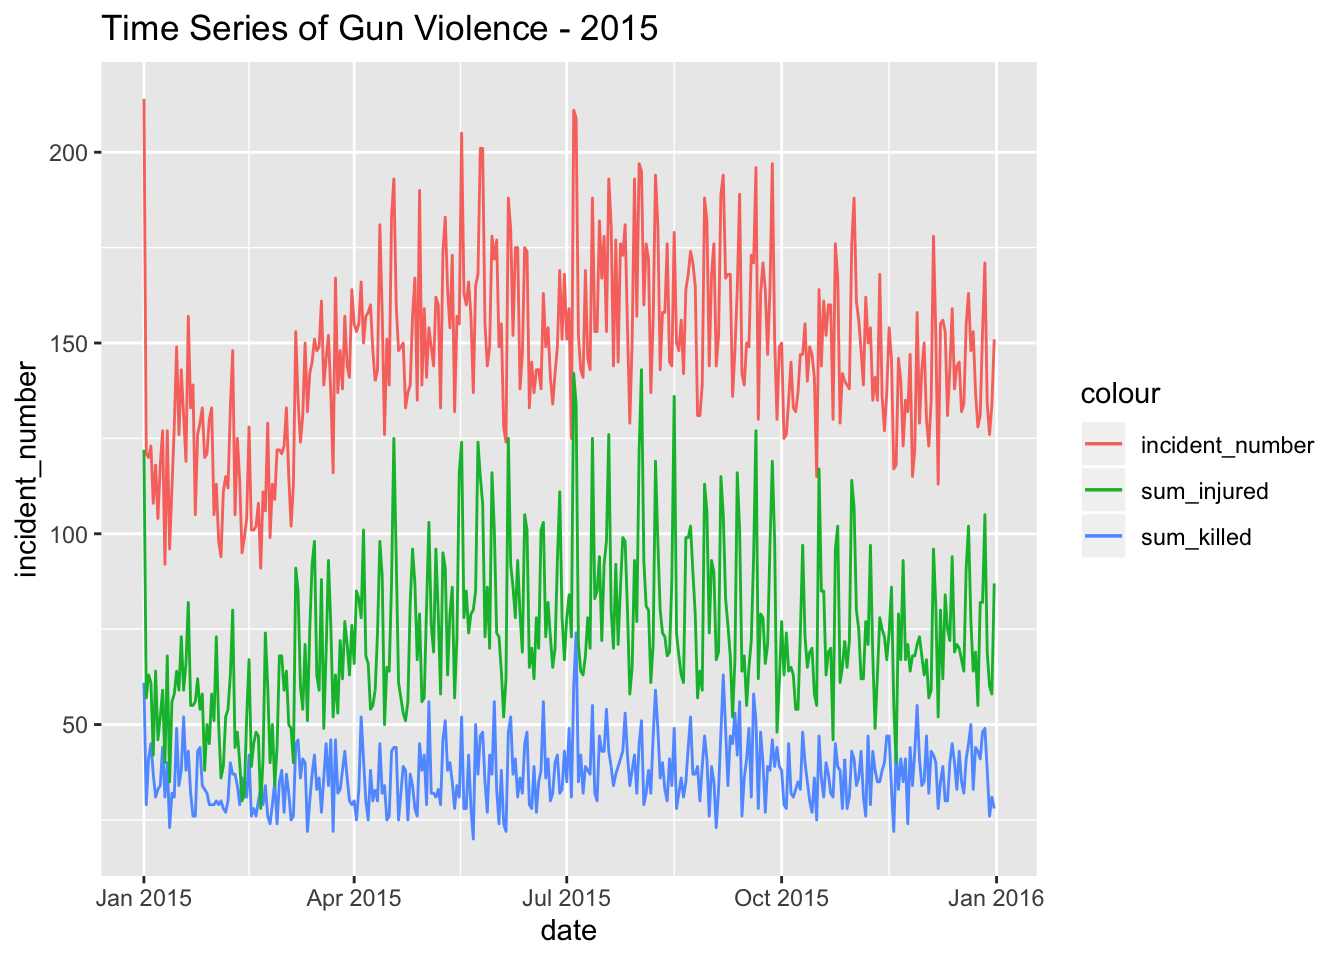 Time Series of Gun Violence - 2015
incident_number
200
150
100
50
Jan 2015
Apr 2015
Jul 2015
Oct 2015
Jan 2016
date
colour
incident_number
sum_injured
sum_killed